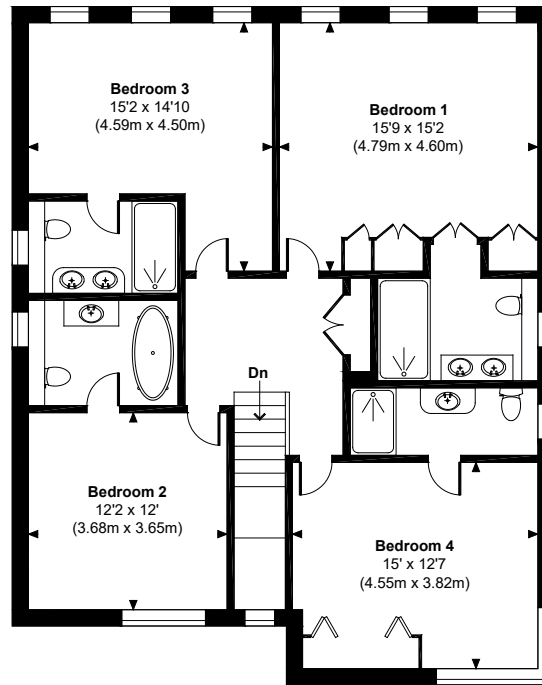 Bedroom 3
15'2 x 14'10
(4.59m x 4.50m)
Bedroom 1
15'9 x 15'2
(4.79m x 4.60m)
Dn
Bedroom 2
12'2 x 12'
(3.68m x 3.65m)
Bedroom 4
15' x 12'7
(4.55m x 3.82m)